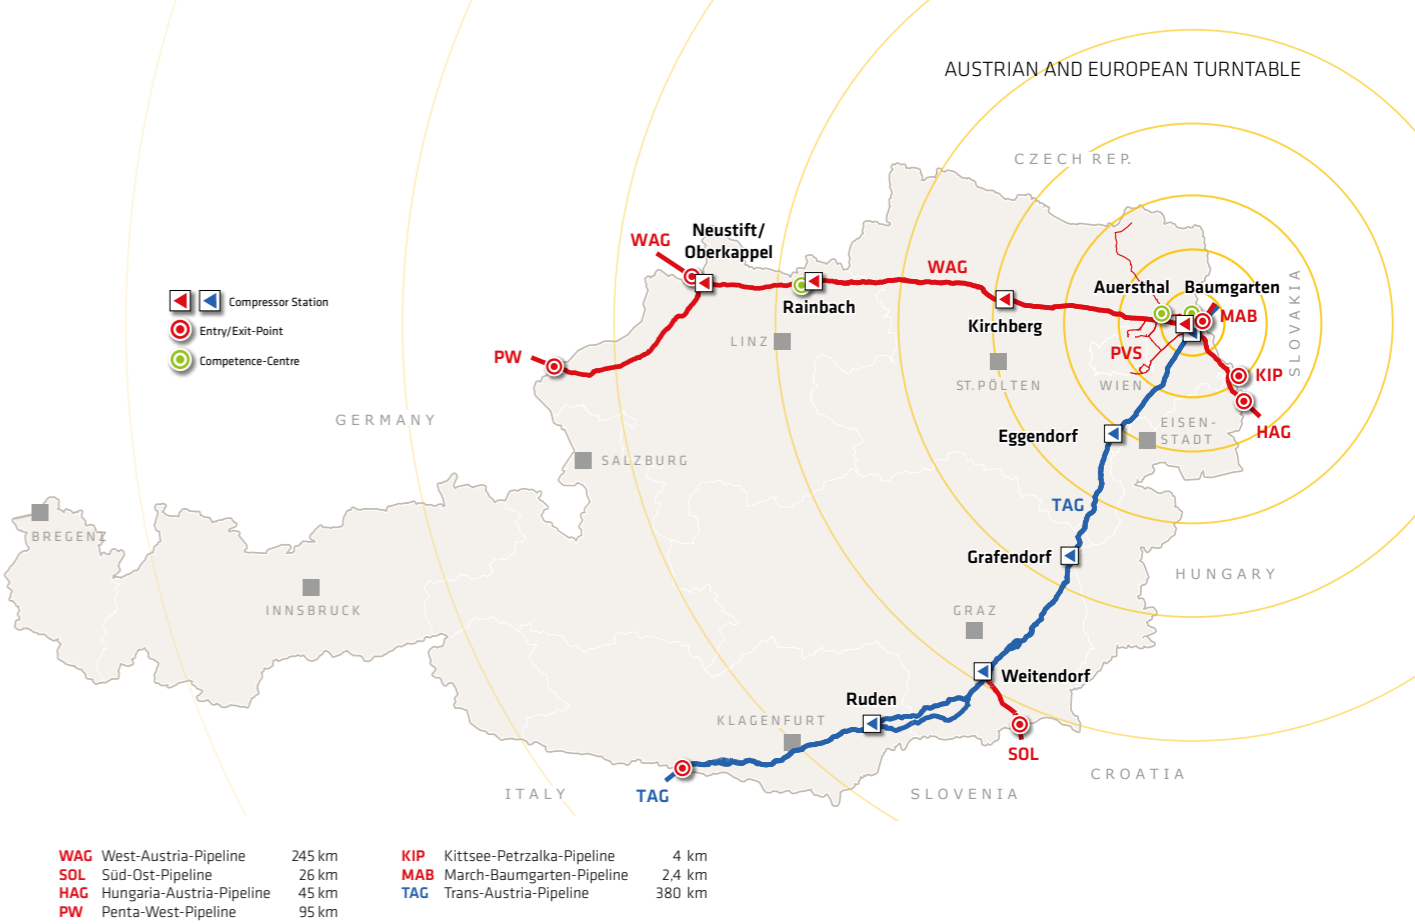 AUSTRIAN AND EUROPEAN TURNTABLE
CZECH REP.
Neustift/
Oberkappel
WAG
WAG
Auersthal
Baumgarten
SLOVAKIA
Compressor Station
Rainbach
MAB
Entry/Exit-Point
Kirchberg
LINZ
PVS
PW
Competence-Centre
KIP
ST.PÖLTEN
WIEN
GERMANY
EISEN-
STADT
HAG
Eggendorf
SALZBURG
TAG
BREGENZ
Grafendorf
HUNGARY
INNSBRUCK
GRAZ
Weitendorf
Ruden
KLAGENFURT
SOL
CROATIA
ITALY
TAG
SLOVENIA
WAG West-Austria-Pipeline 245 km
SOL Süd-Ost-Pipeline 26 km
HAG Hungaria-Austria-Pipeline 45 km
PW Penta-West-Pipeline 95 km
KIP Kittsee-Petrzalka-Pipeline 4 km
MAB March-Baumgarten-Pipeline 2,4 km
TAG Trans-Austria-Pipeline 380 km